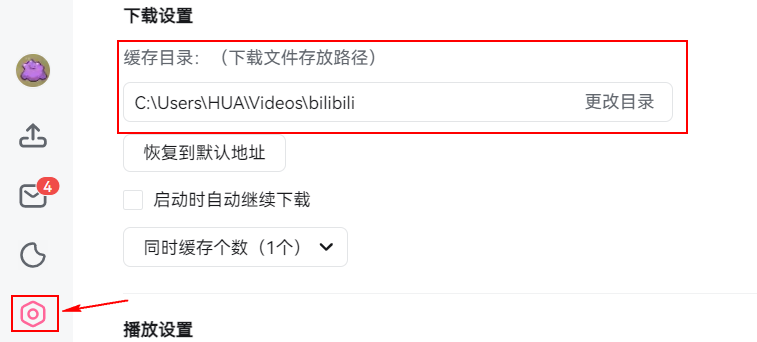 下载设置
缓存目录：（下载文件存放路径）
C:\Users\HUA\Videos\bilibili 更改目录
恢复到默认地址
4
启动时自动继续下载
同时缓存个数（1个）
播放设置